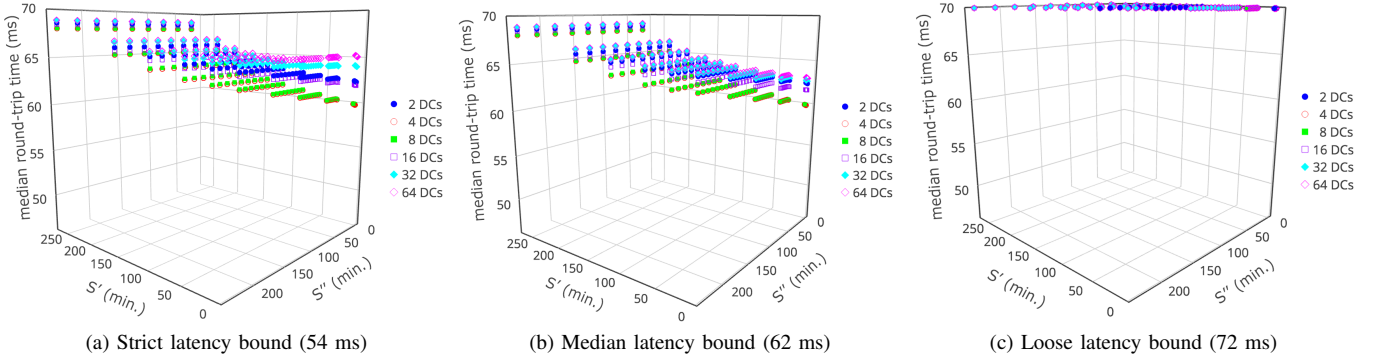 median round-trip time (ms)
70
65
60
55
50
250
200
150
100
50
0
S′ (min.)
200
150
100
50
0
S″ (min.)
2 DCs
4 DCs
8 DCs
16 DCs
32 DCs
64 DCs
(a) Strict latency bound (54 ms)
median round-trip time (ms)
70
65
60
55
50
250
200
150
100
50
0
S′ (min.)
200
150
100
50
0
S″ (min.)
2 DCs
4 DCs
8 DCs
16 DCs
32 DCs
64 DCs
(b) Median latency bound (62 ms)
median round-trip time (ms)
70
65
60
55
50
250
200
150
100
50
0
S′ (min.)
200
150
100
50
0
S″ (min.)
2 DCs
4 DCs
8 DCs
16 DCs
32 DCs
64 DCs
(c) Loose latency bound (72 ms)